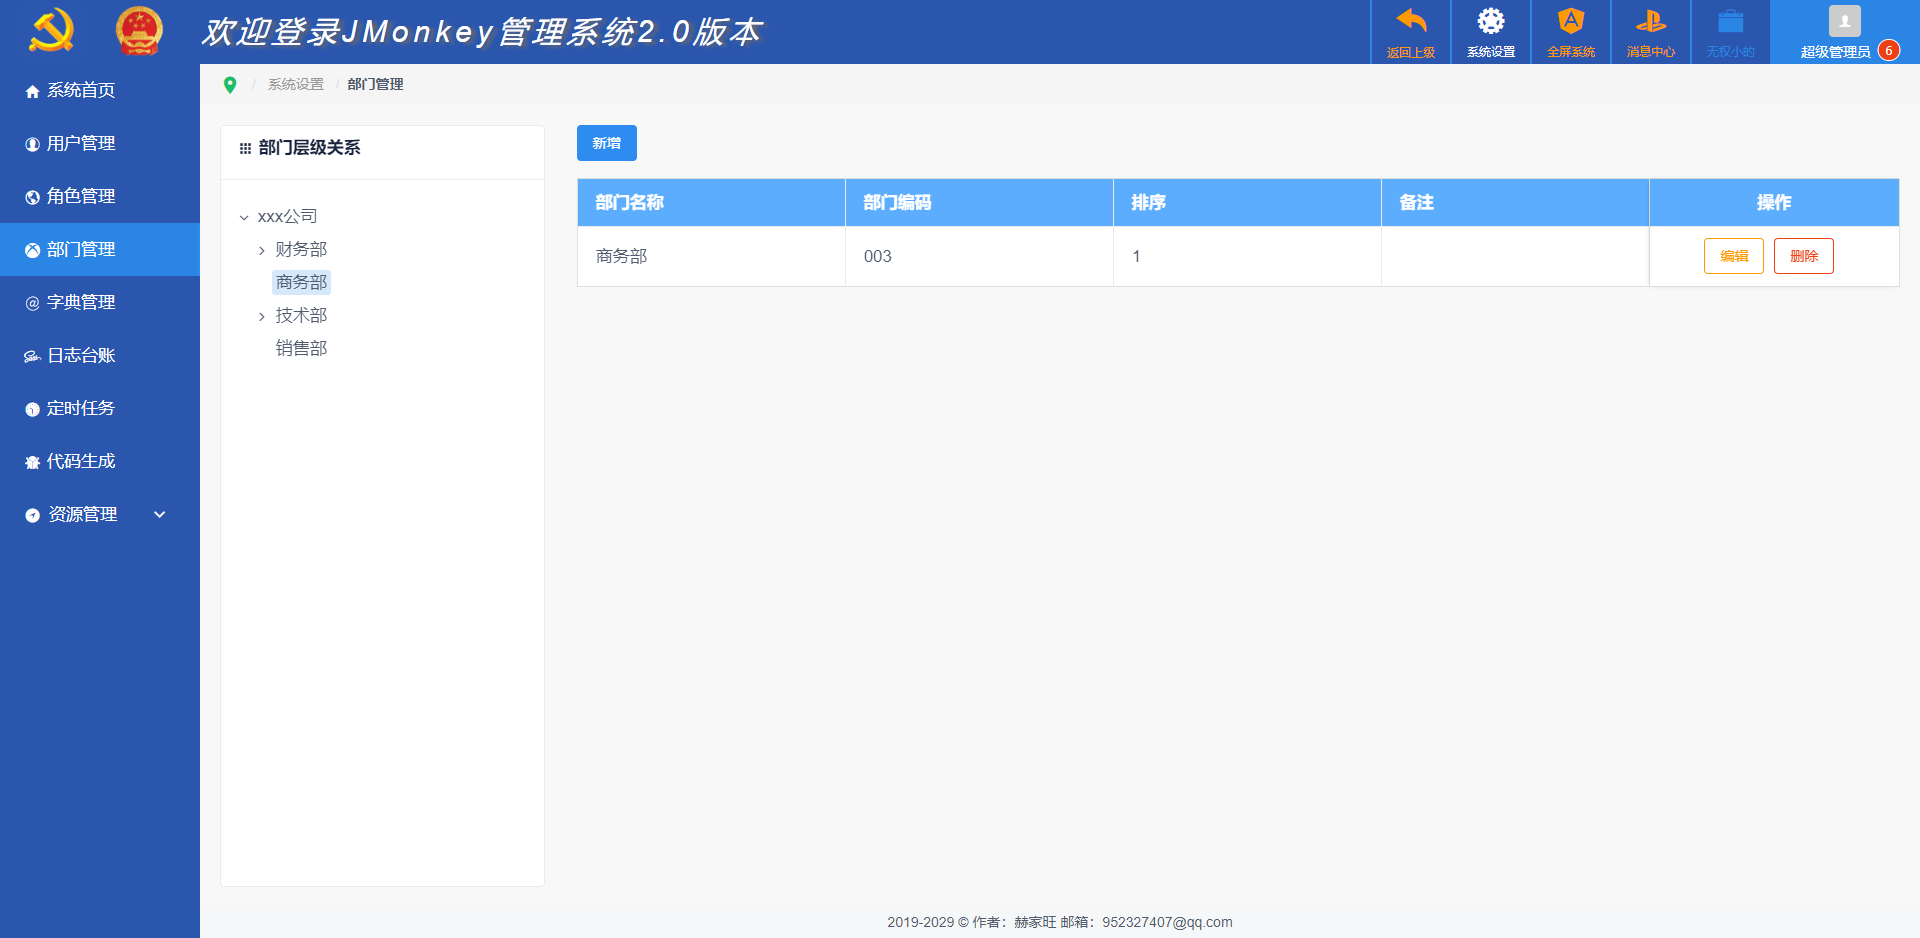 欢迎登录JMonkey管理系统2.0版本
返回上级
系统设置
全屏系统
消息中心
无权小的
超级管理员
6
系统首页
用户管理
角色管理
部门管理
字典管理
日志台账
定时任务
代码生成
资源管理
/ 系统设置 / 部门管理
部门层级关系
xxx公司
财务部
商务部
技术部
销售部
新增
部门名称 部门编码 排序 备注 操作
商务部 003 1 编辑 删除
2019-2029 © 作者：赫家旺 邮箱：952327407@qq.com